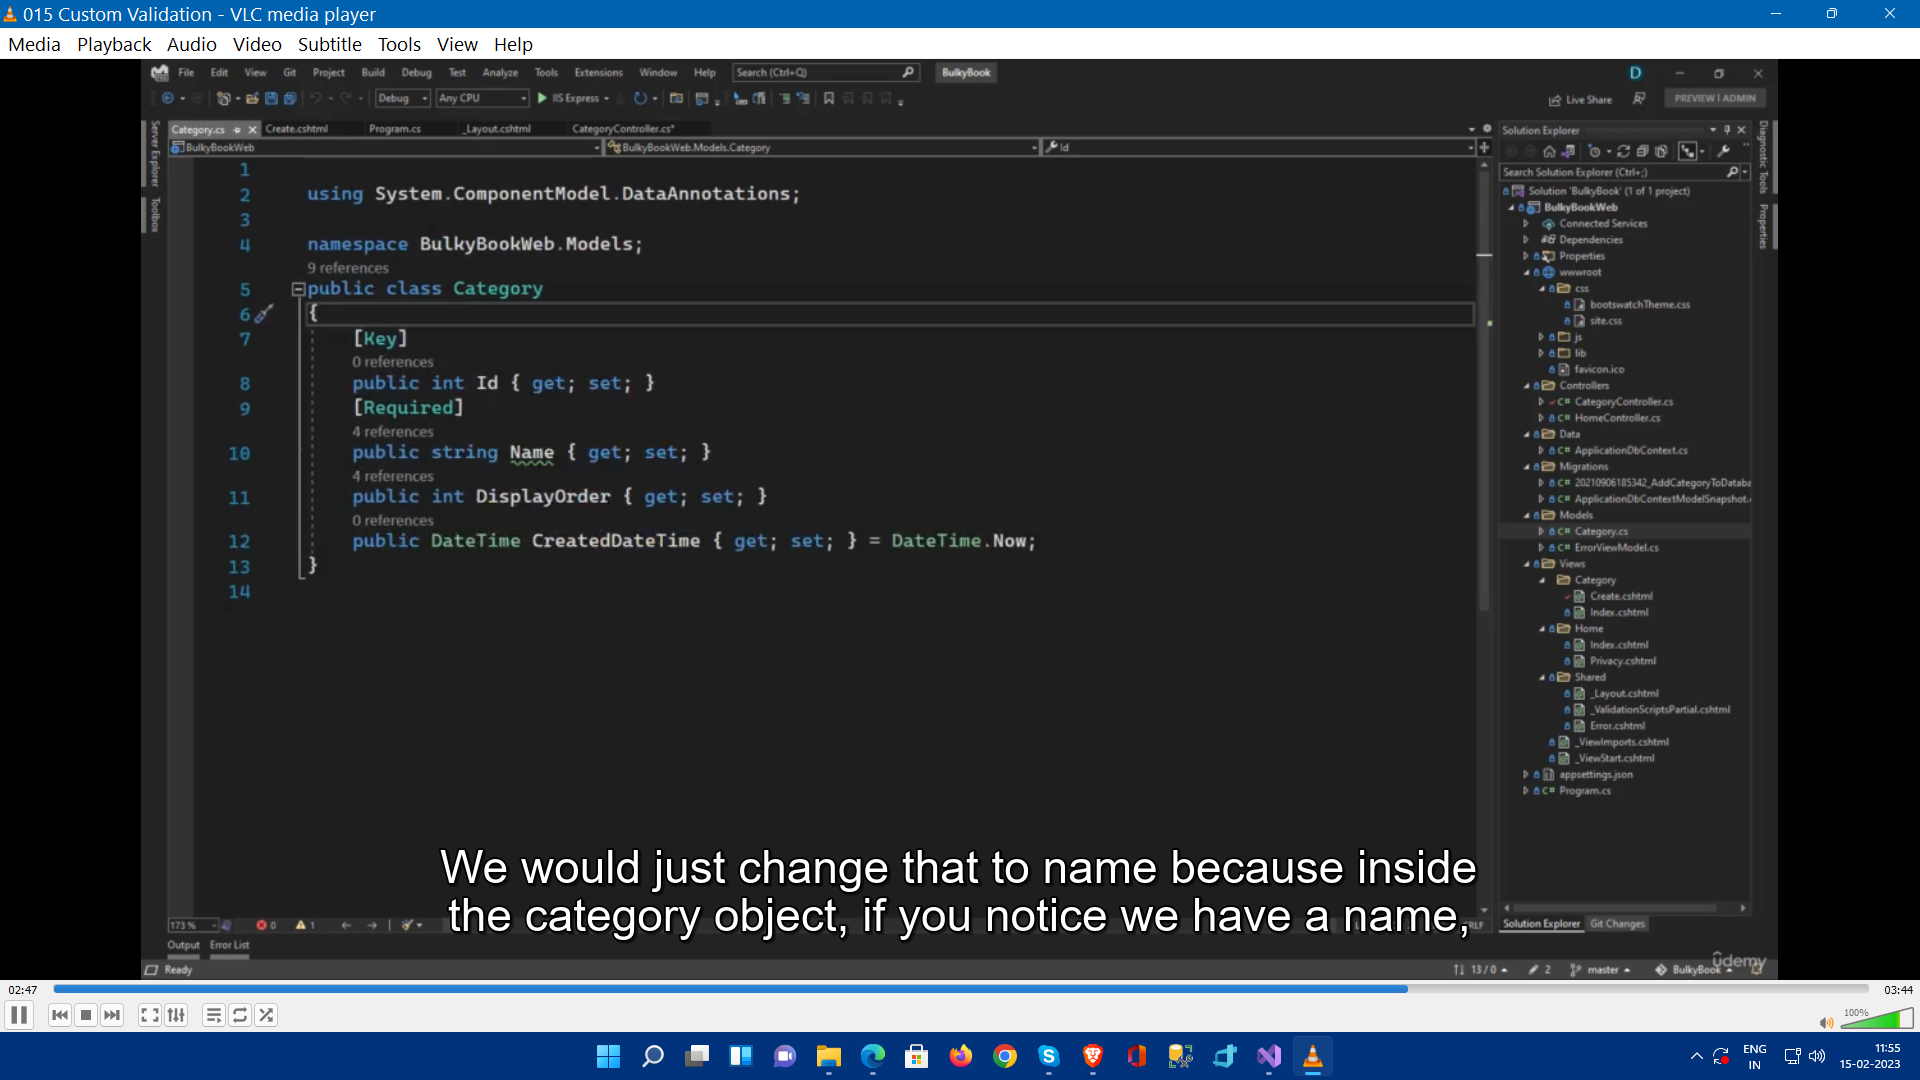 015 Custom Validation - VLC media player
Media Playback Audio Video Subtitle Tools View Help
File Edit View Git Project Build Debug Test Analyze Tools Extensions Window Help Search (Ctrl+Q) BulkyBook D
Debug Any CPU IIS Express Live Share PREVIEW | ADMIN
Server Explorer
Toolbox
Category.cs Create.cshtml Program.cs _Layout.cshtml CategoryController.cs*
BulkyBookWeb BulkyBookWeb.Models.Category Id
1
2 using System.ComponentModel.DataAnnotations;
3
4 namespace BulkyBookWeb.Models;
9 references
5 public class Category
6 {
7 [Key]
0 references
8 public int Id { get; set; }
9 [Required]
4 references
10 public string Name { get; set; }
4 references
11 public int DisplayOrder { get; set; }
0 references
12 public DateTime CreatedDateTime { get; set; } = DateTime.Now;
13 }
14
Solution Explorer
Search Solution Explorer (Ctrl+;)
Solution 'BulkyBook' (1 of 1 project)
BulkyBookWeb
Connected Services
Dependencies
Properties
wwwroot
css
bootswatchTheme.css
site.css
js
lib
favicon.ico
Controllers
C# CategoryController.cs
C# HomeController.cs
Data
C# ApplicationDbContext.cs
Migrations
C# 20210906185342_AddCategoryToDataba
C# ApplicationDbContextModelSnapshot.
Models
C# Category.cs
C# ErrorViewModel.cs
Views
Category
Create.cshtml
Index.cshtml
Home
Index.cshtml
Privacy.cshtml
Shared
_Layout.cshtml
_ValidationScriptsPartial.cshtml
Error.cshtml
_ViewImports.cshtml
_ViewStart.cshtml
appsettings.json
C# Program.cs
Diagnostic Tools
Properties
We would just change that to name because inside
the category object, if you notice we have a name,
173 % 0 1 RLF
Solution Explorer Git Changes
Output Error List
Ready 13 / 0 2 master BulkyBook
udemy
02:47 03:44
100%
ENG
IN
11:55
15-02-2023